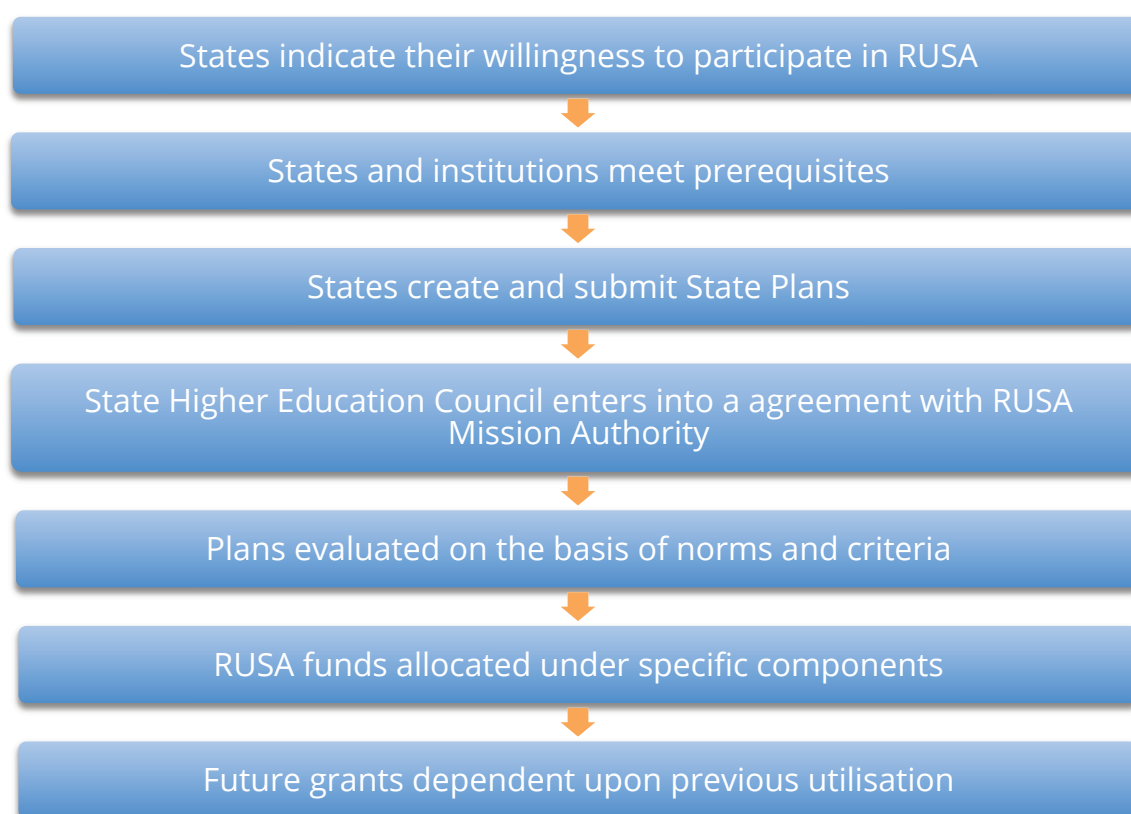 States indicate their willingness to participate in RUSA
States and institutions meet prerequisites
States create and submit State Plans
State Higher Education Council enters into a agreement with RUSA
Mission Authority
Plans evaluated on the basis of norms and criteria
RUSA funds allocated under specific components
Future grants dependent upon previous utilisation